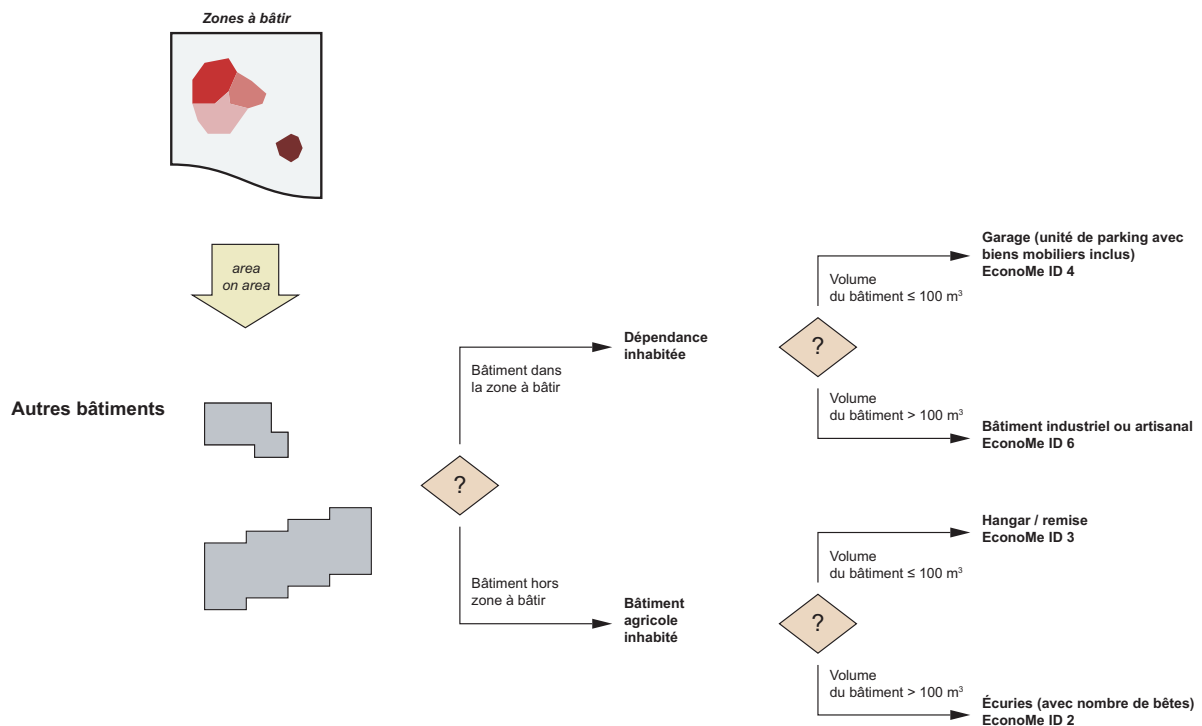 Zones à bâtir
area
on area
Autres bâtiments
?
Bâtiment dans
la zone à bâtir
Dépendance
inhabitée
Bâtiment hors
zone à bâtir
Bâtiment
agricole
inhabité
?
Volume
du bâtiment ≤ 100 m³
Garage (unité de parking avec
biens mobiliers inclus)
EconoMe ID 4
Volume
du bâtiment > 100 m³
Bâtiment industriel ou artisanal
EconoMe ID 6
?
Volume
du bâtiment ≤ 100 m³
Hangar / remise
EconoMe ID 3
Volume
du bâtiment > 100 m³
Écuries (avec nombre de bêtes)
EconoMe ID 2